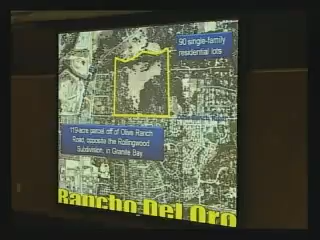 90 single-family
residential lots
119-acre parcel off of Olive Ranch
Road, opposite the Rollingwood
Subdivision, in Granite Bay
Rancho Del Oro